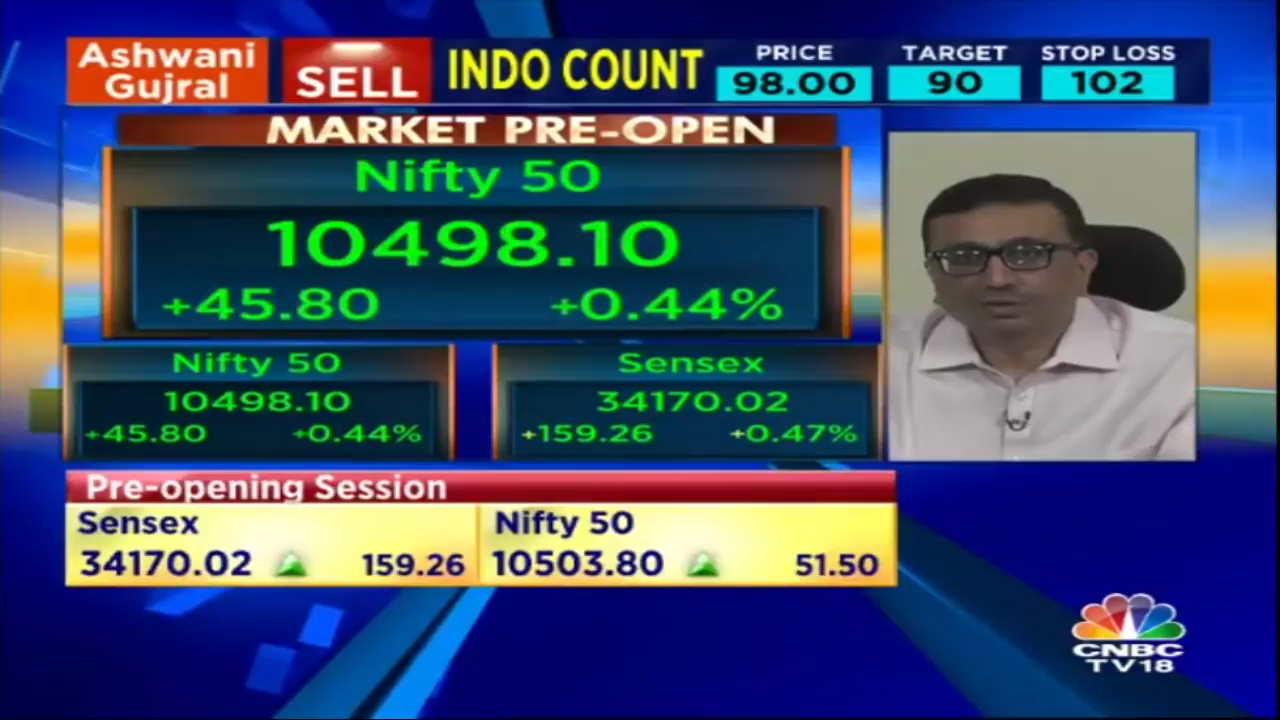 Ashwani
Gujral
SELL
INDO COUNT
PRICE
98.00
TARGET
90
STOP LOSS
102
MARKET PRE-OPEN
Nifty 50
10498.10
+45.80 +0.44%
Nifty 50
10498.10
+45.80 +0.44%
Sensex
34170.02
+159.26 +0.47%
Pre-opening Session
Sensex
34170.02 159.26
Nifty 50
10503.80 51.50
CNBC
TV18